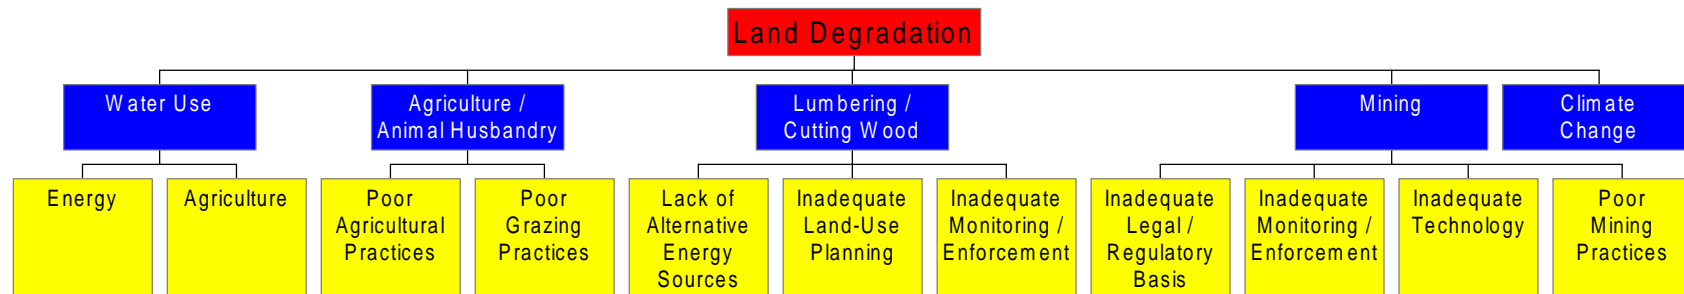 Land Degradation
Water Use
Agriculture /
Animal Husbandry
Lumbering /
Cutting Wood
Mining
Climate
Change
Energy
Agriculture
Poor
Agricultural
Practices
Poor
Grazing
Practices
Lack of
Alternative
Energy
Sources
Inadequate
Land-Use
Planning
Inadequate
Monitoring /
Enforcement
Inadequate
Legal /
Regulatory
Basis
Inadequate
Monitoring /
Enforcement
Inadequate
Technology
Poor
Mining
Practices